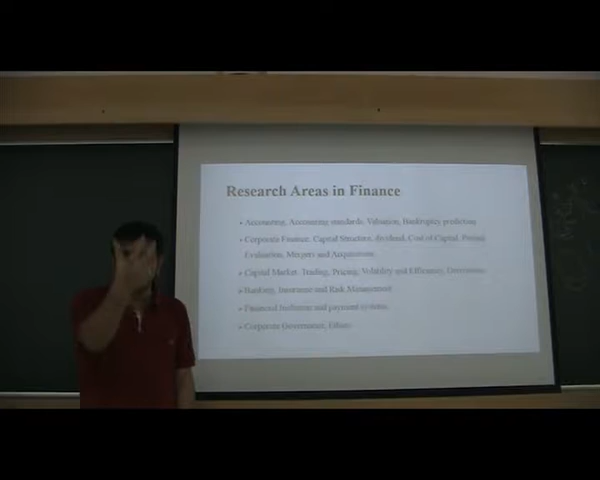 Research Areas in Finance
• Accounting, Accounting standards, Valuation, Bankruptcy prediction
• Corporate Finance, Capital Structure, dividend, Cost of Capital, Project
Evaluation, Mergers and Acquisitions
• Capital Market, Trading, Pricing, Volatility and Efficiency, Derivatives
• Banking, Insurance and Risk Management
• Financial Inclusion and payment systems
• Corporate Governance, Ethics